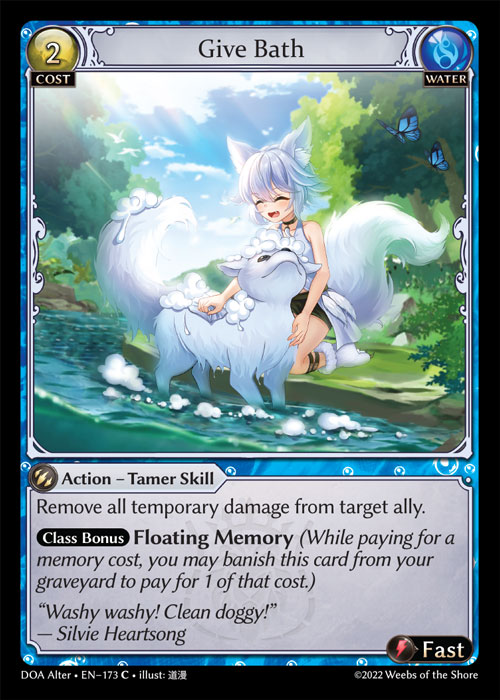 2
COST
Give Bath
WATER
Action – Tamer Skill
Remove all temporary damage from target ally.
Class Bonus Floating Memory (While paying for a
memory cost, you may banish this card from your
graveyard to pay for 1 of that cost.)
“Washy washy! Clean doggy!”
— Silvie Heartsong
Fast
DOA Alter • EN–173 C • illust: 道漫
©2022 Weebs of the Shore